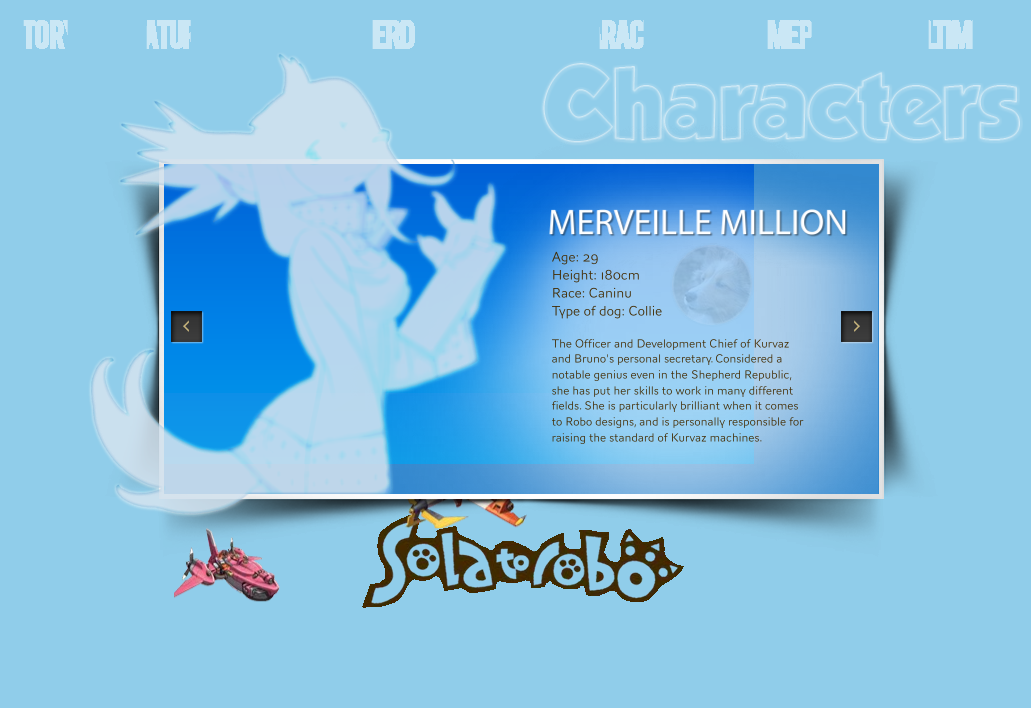 TOR
ATUR
ERO
ARAC
MEP
LTIM
Characters
MERVEILLE MILLION
Age: 29
Height: 180cm
Race: Caninu
Type of dog: Collie
The Officer and Development Chief of Kurvaz
and Bruno's personal secretary. Considered a
notable genius even in the Shepherd Republic,
she has put her skills to work in many different
fields. She is particularly brilliant when it comes
to Robo designs, and is personally responsible for
raising the standard of Kurvaz machines.
Solatorobo